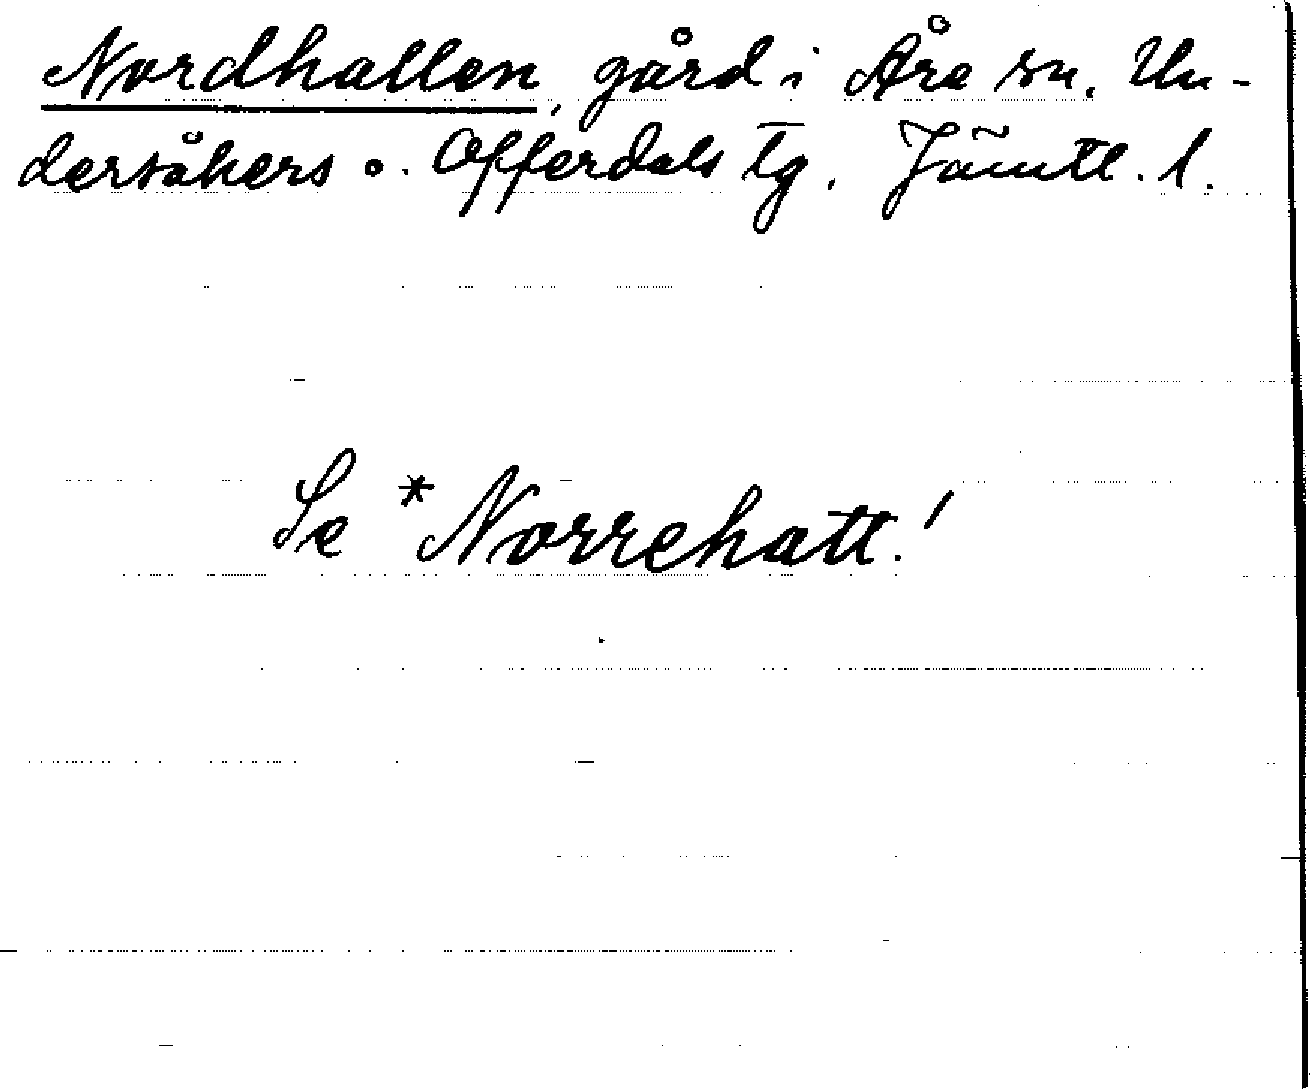 Nordhallen, gård i Åre sn. Un-
dersåkers o. Offerdals tg. Jämtl. l.
Se *Norrehatt.!